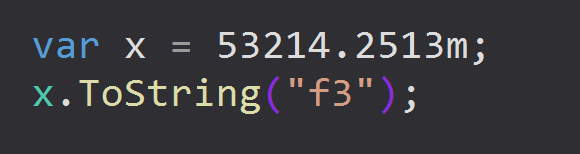 var x = 53214.2513m;
x.ToString("f3");